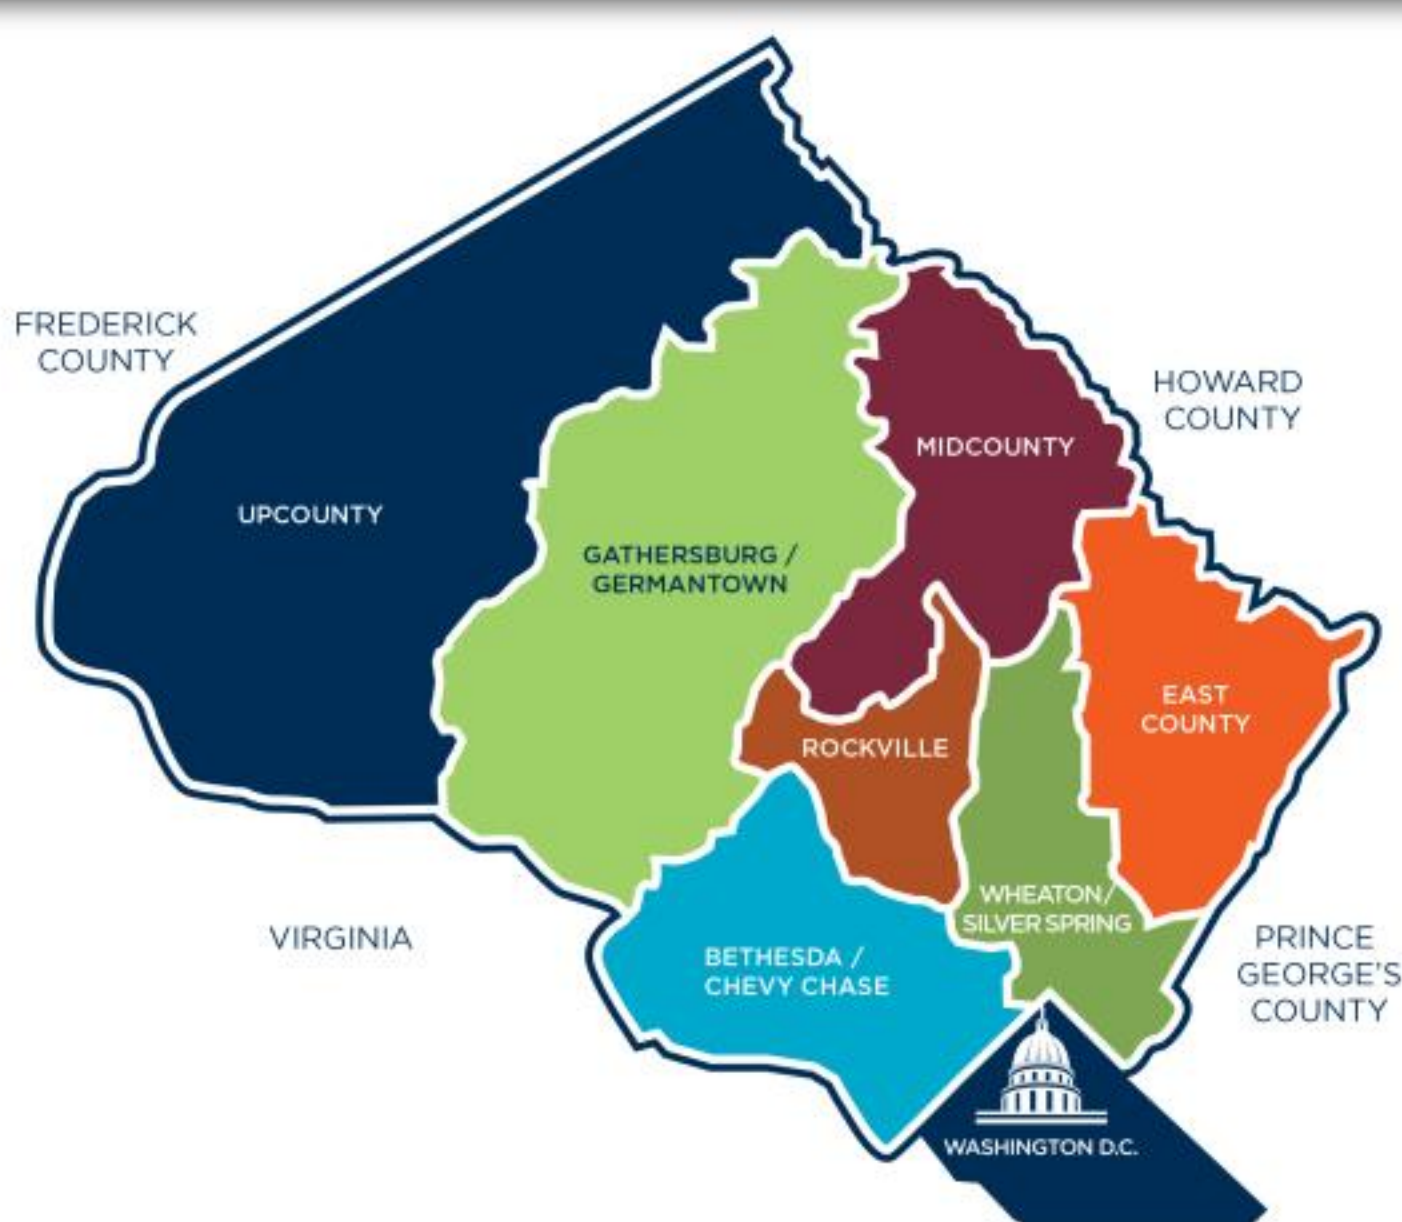 FREDERICK
COUNTY
HOWARD
COUNTY
MIDCOUNTY
UPCOUNTY
GATHERSBURG /
GERMANTOWN
EAST
COUNTY
ROCKVILLE
WHEATON/
SILVER SPRING
VIRGINIA
BETHESDA /
CHEVY CHASE
PRINCE
GEORGE'S
COUNTY
WASHINGTON D.C.